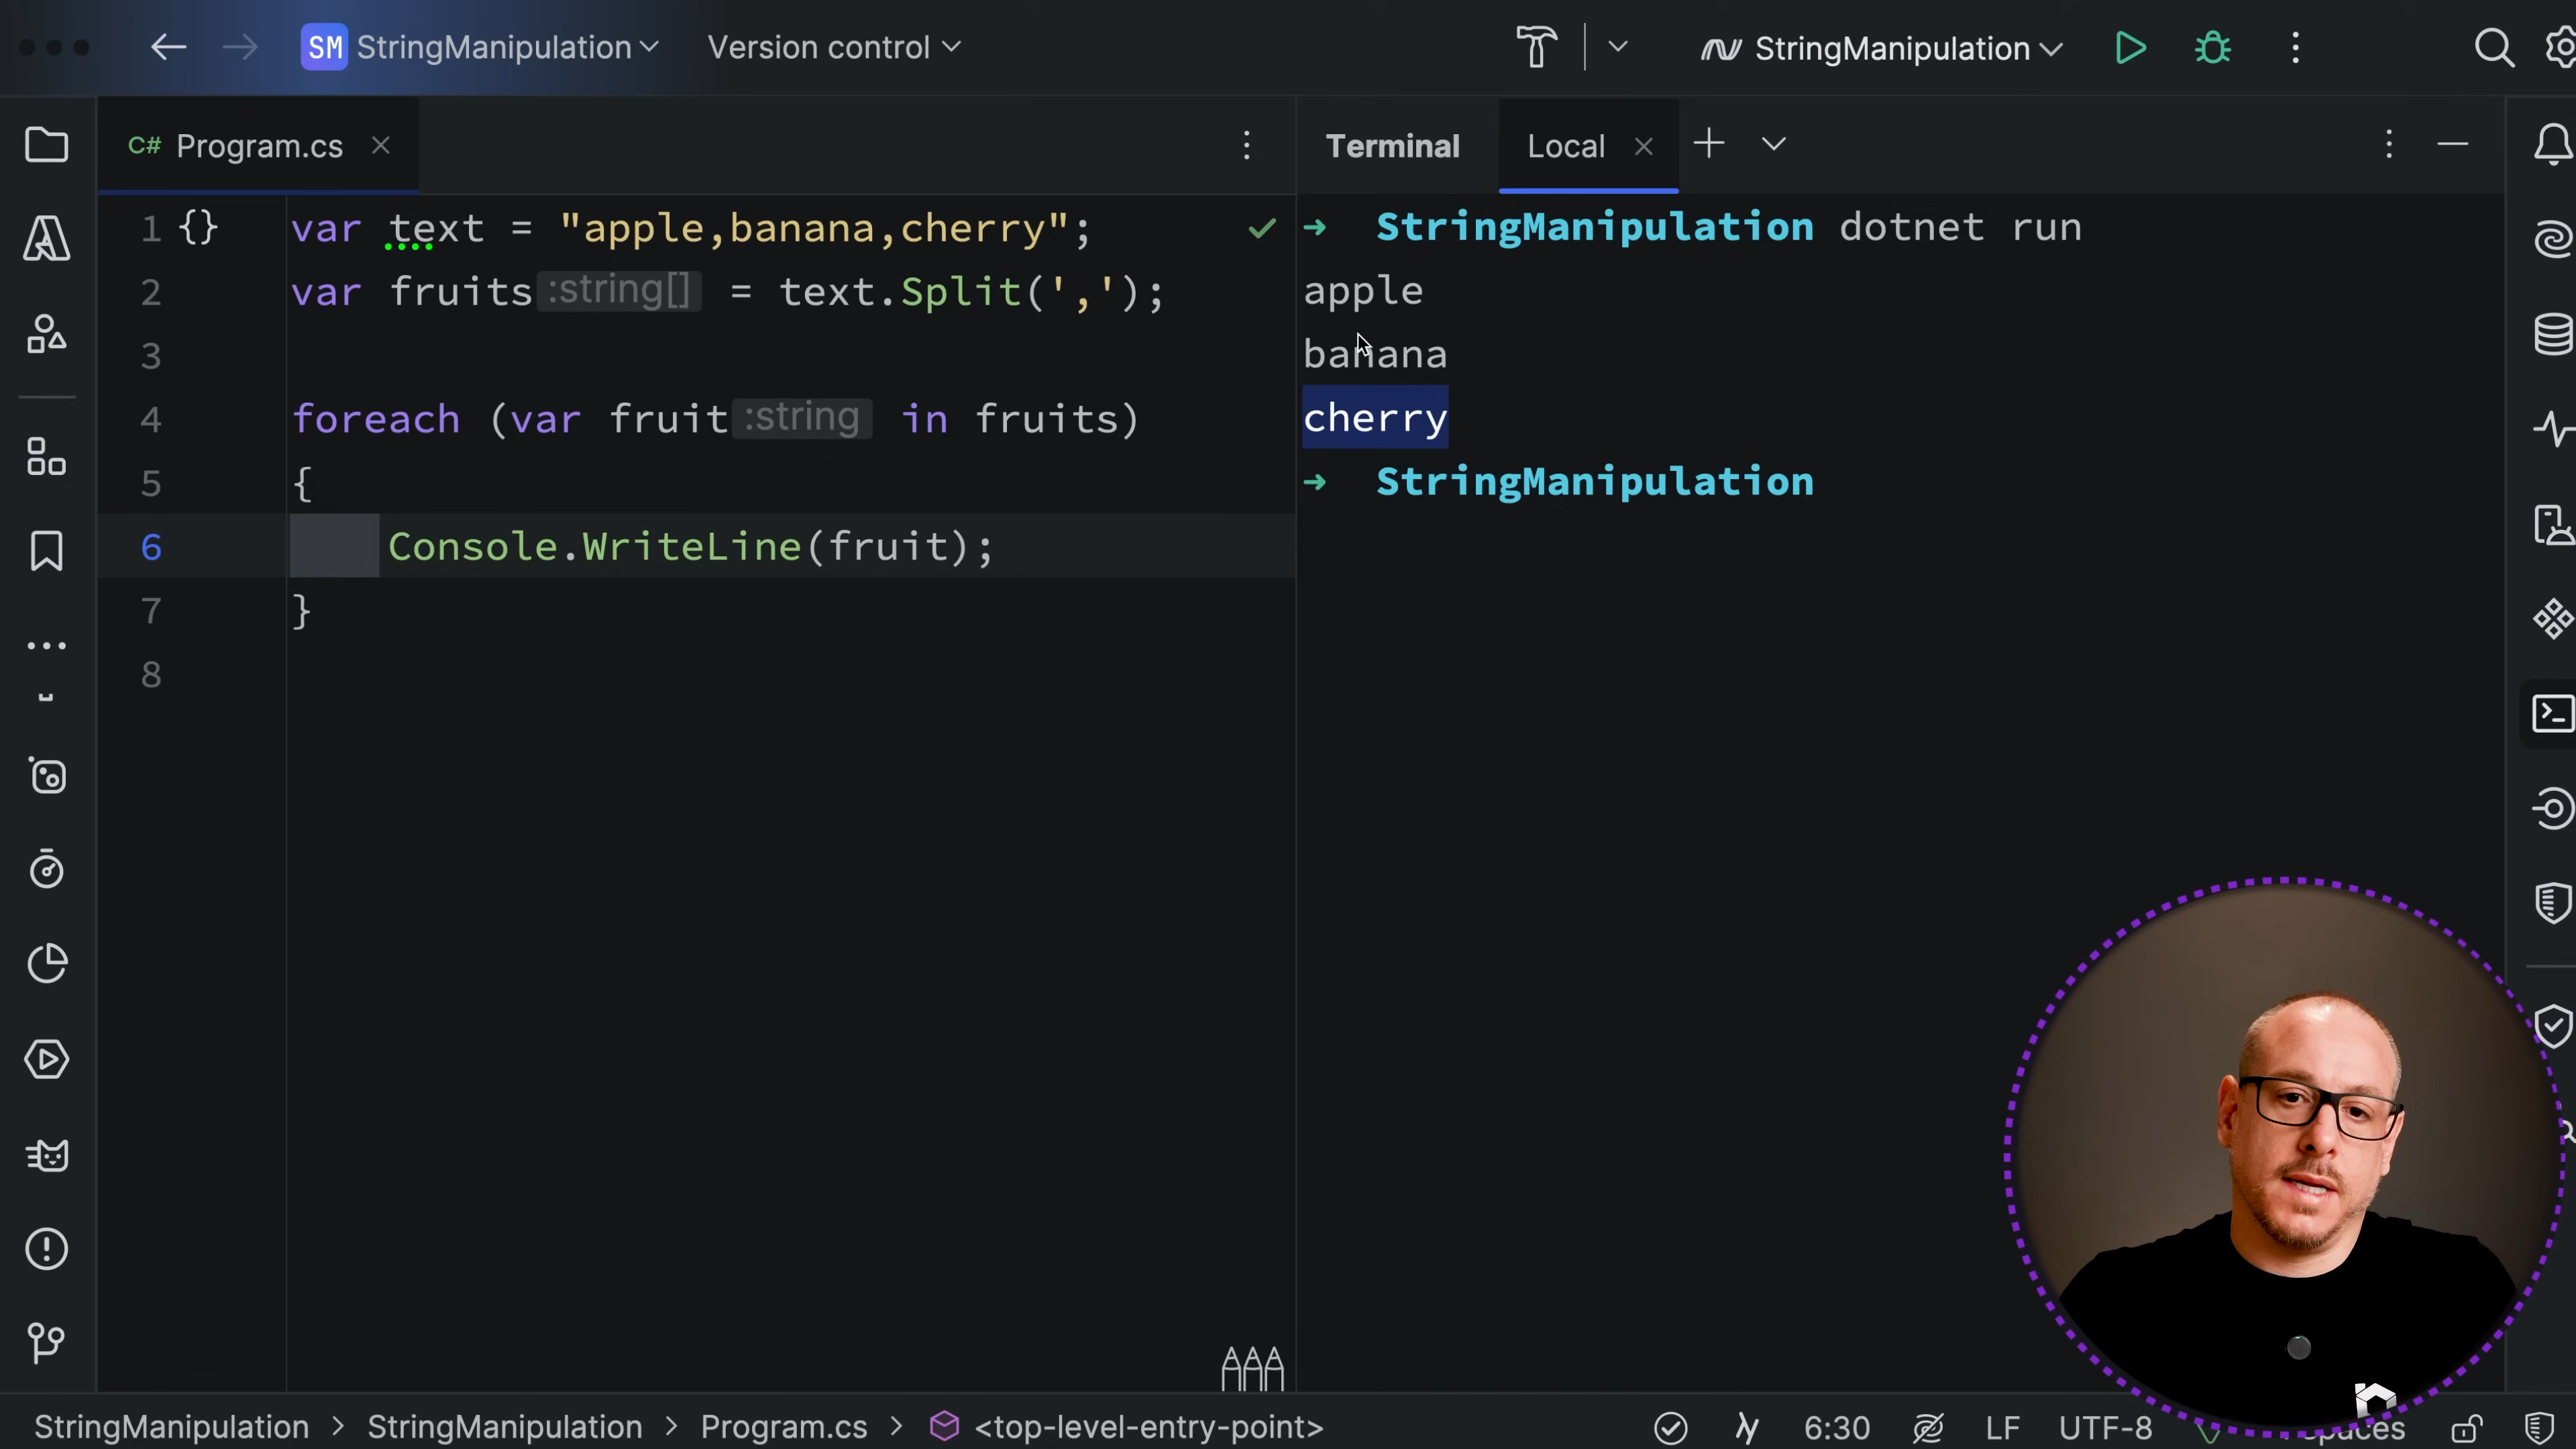 SM StringManipulation Version control StringManipulation
C# Program.cs
Terminal Local
1 {} var text = "apple,banana,cherry";
2 var fruits :string[] = text.Split(',');
3
4 foreach (var fruit :string in fruits)
5 {
6 Console.WriteLine(fruit);
7 }
8
➜ StringManipulation dotnet run
apple
banana
cherry
➜ StringManipulation
StringManipulation > StringManipulation > Program.cs > <top-level-entry-point> 6:30 LF UTF-8